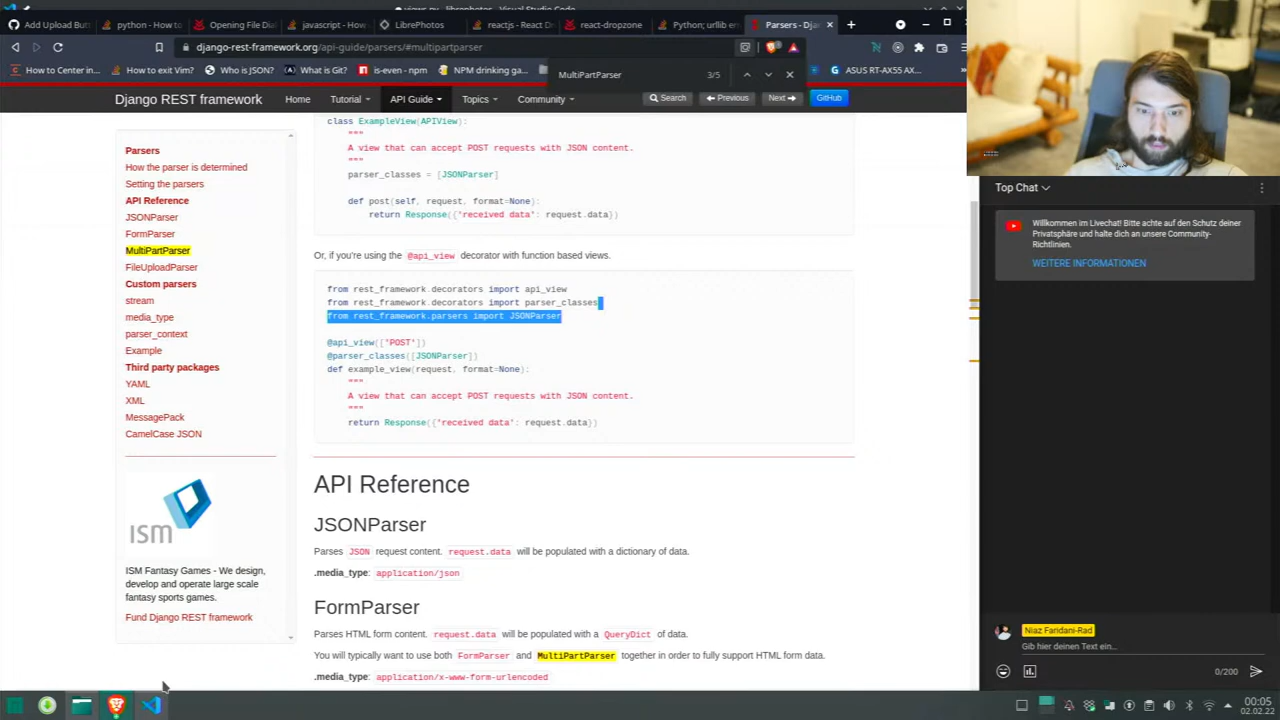 views.py - librephotos - Visual Studio Code
Add Upload Butt
python - How to
Opening File Dia
javascript - How
LibrePhotos
reactjs - React Dr
react-dropzone
Python; urllib er
Parsers - Dja
django-rest-framework.org/api-guide/parsers/#multipartparser
How to Center in...
How to exit Vim?
Who is JSON?
What is Git?
is-even - npm
NPM drinking ga...
ASUS RT-AX55 AX...
MultiPartParser
3/5
Django REST framework
Home
Tutorial
API Guide
Topics
Community
Search
Previous
Next
GitHub
Parsers
How the parser is determined
Setting the parsers
API Reference
JSONParser
FormParser
MultiPartParser
FileUploadParser
Custom parsers
stream
media_type
parser_context
Example
Third party packages
YAML
XML
MessagePack
CamelCase JSON
ISM
ISM Fantasy Games - We design,
develop and operate large scale
fantasy sports games.
Fund Django REST framework
class ExampleView(APIView):
"""
A view that can accept POST requests with JSON content.
"""
parser_classes = [JSONParser]
def post(self, request, format=None):
return Response({'received data': request.data})
Or, if you're using the @api_view decorator with function based views.
from rest_framework.decorators import api_view
from rest_framework.decorators import parser_classes
from rest_framework.parsers import JSONParser
@api_view(['POST'])
@parser_classes([JSONParser])
def example_view(request, format=None):
"""
A view that can accept POST requests with JSON content.
"""
return Response({'received data': request.data})
API Reference
JSONParser
Parses JSON request content. request.data will be populated with a dictionary of data.
.media_type: application/json
FormParser
Parses HTML form content. request.data will be populated with a QueryDict of data.
You will typically want to use both FormParser and MultiPartParser together in order to fully support HTML form data.
.media_type: application/x-www-form-urlencoded
Top Chat
Willkommen im Livechat! Bitte achte auf den Schutz deiner
Privatsphäre und halte dich an unsere Community-
Richtlinien.
WEITERE INFORMATIONEN
Niaz Faridani-Rad
Gib hier deinen Text ein...
0/200
00:05
02.02.22